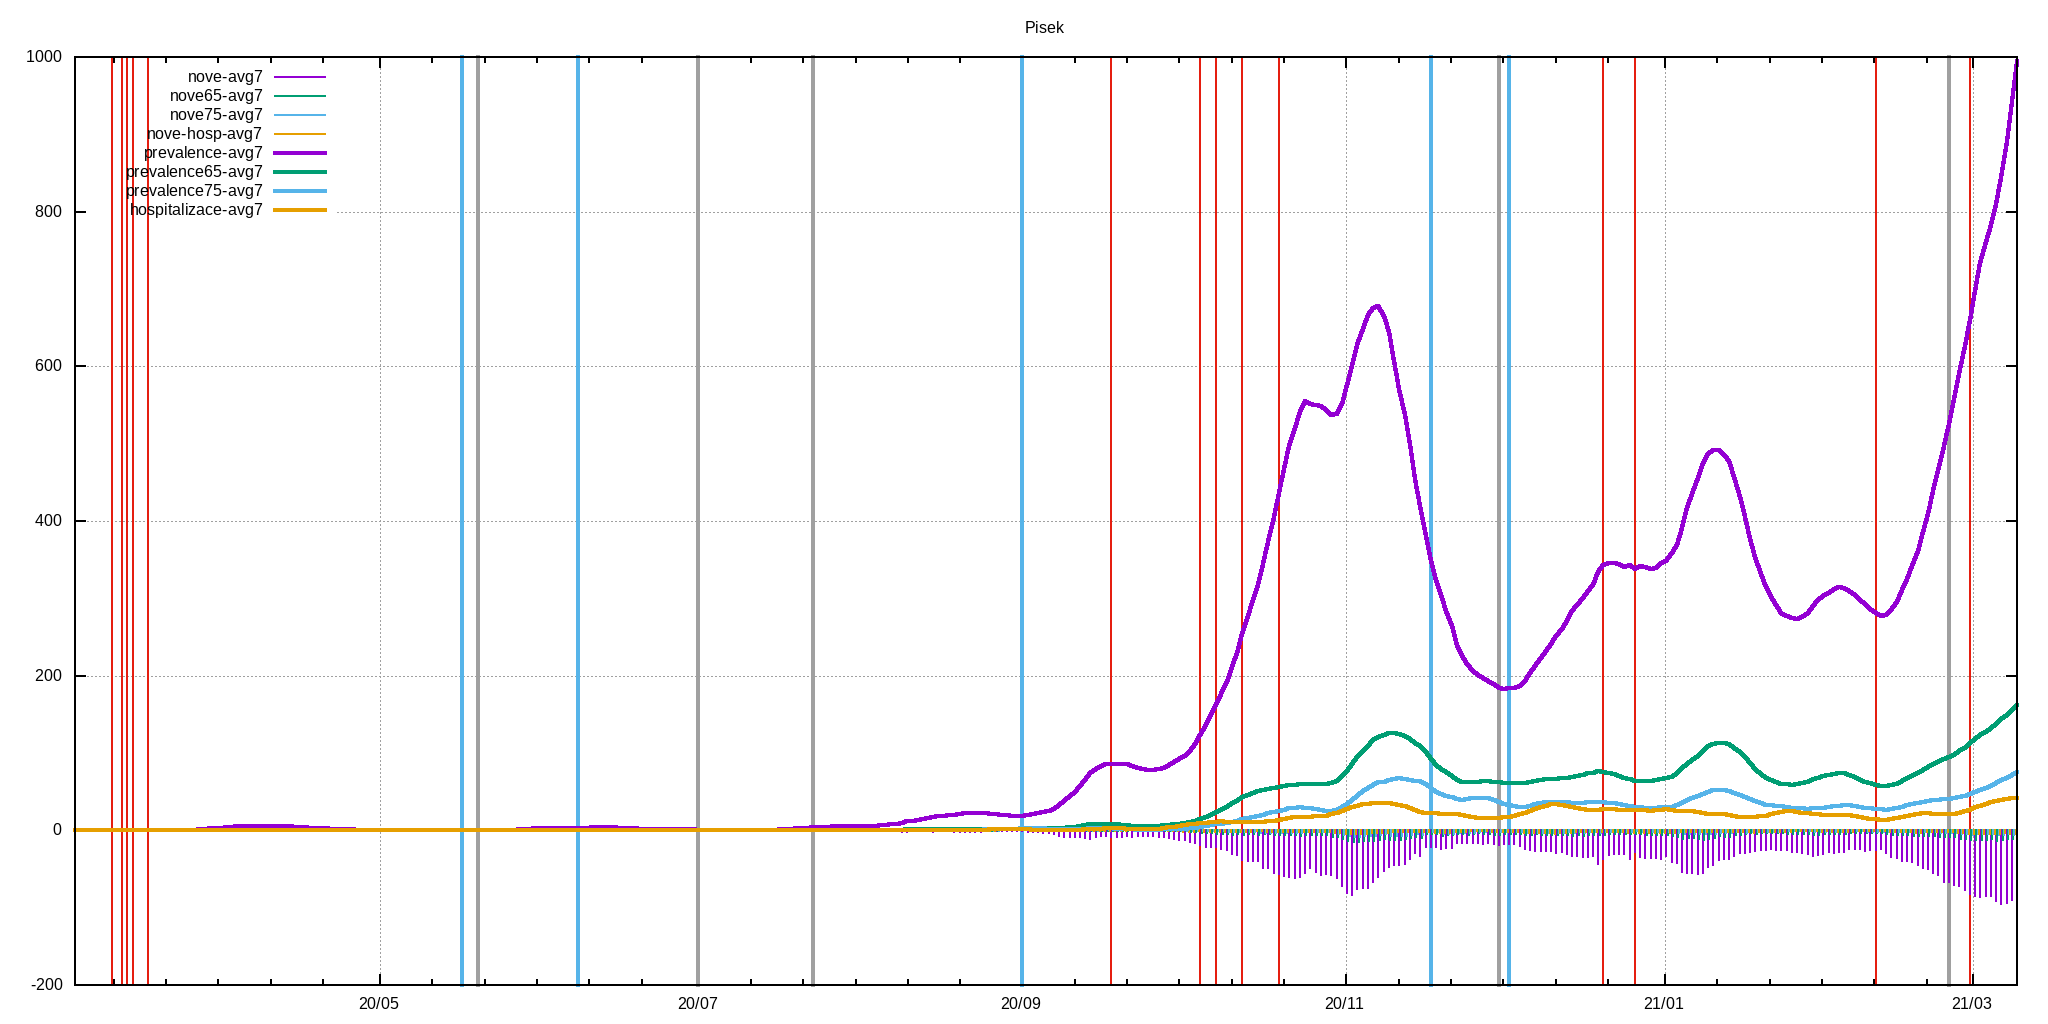 Pisek
1000
nove-avg7
nove65-avg7
nove75-avg7
nove-hosp-avg7
prevalence-avg7
prevalence65-avg7
prevalence75-avg7
hospitalizace-avg7
800
600
400
200
0
-200
20/05 20/07 20/09 20/11 21/01 21/03